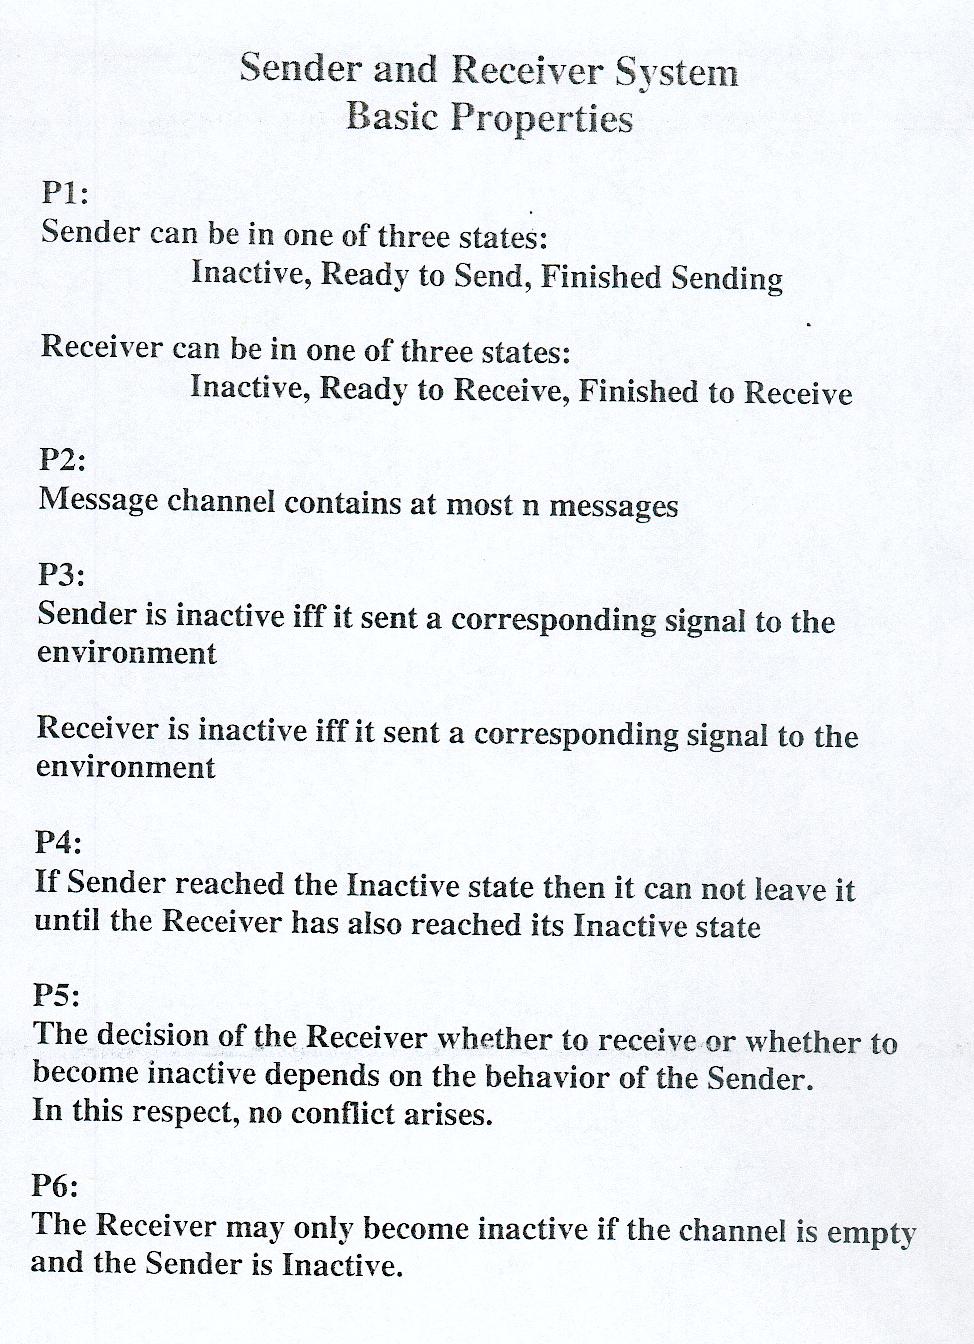 Sender and Receiver System
Basic Properties
P1:
Sender can be in one of three states:
Inactive, Ready to Send, Finished Sending
Receiver can be in one of three states:
Inactive, Ready to Receive, Finished to Receive
P2:
Message channel contains at most n messages
P3:
Sender is inactive iff it sent a corresponding signal to the
environment
Receiver is inactive iff it sent a corresponding signal to the
environment
P4:
If Sender reached the Inactive state then it can not leave it
until the Receiver has also reached its Inactive state
P5:
The decision of the Receiver whether to receive or whether to
become inactive depends on the behavior of the Sender.
In this respect, no conflict arises.
P6:
The Receiver may only become inactive if the channel is empty
and the Sender is Inactive.